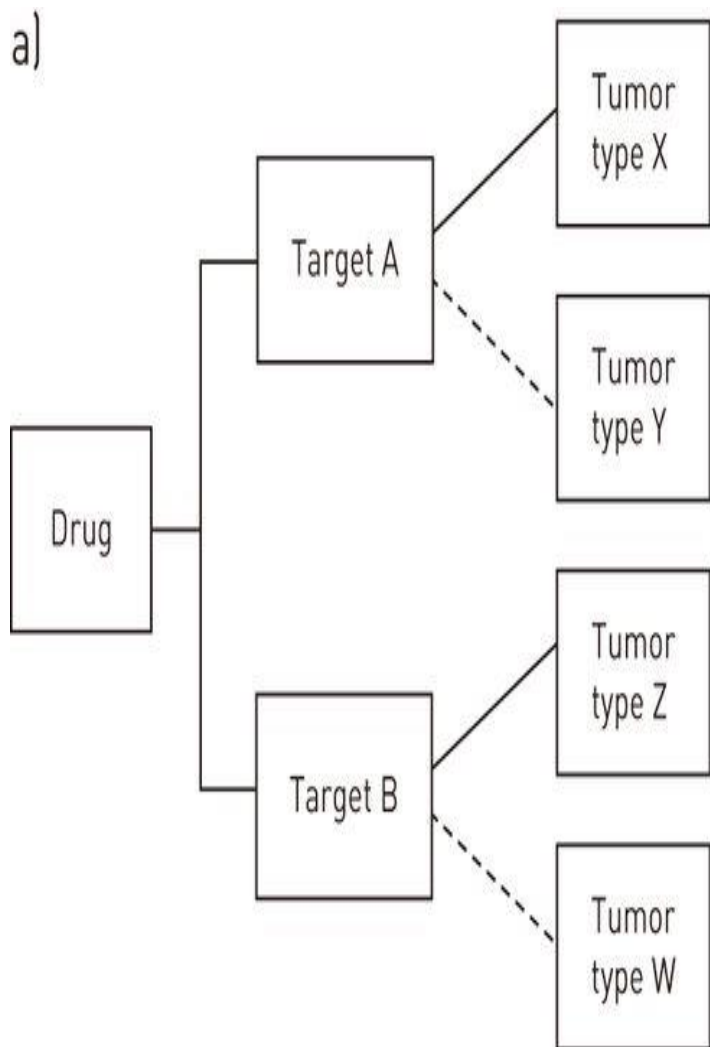 a)
Tumor
type X
Target A
Tumor
type Y
Drug
Tumor
type Z
Target B
Tumor
type W